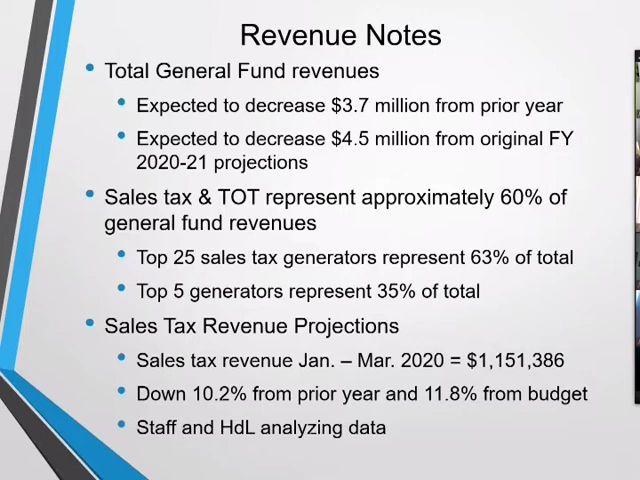 Revenue Notes
• Total General Fund revenues
• Expected to decrease $3.7 million from prior year
• Expected to decrease $4.5 million from original FY
2020-21 projections
• Sales tax & TOT represent approximately 60% of
general fund revenues
• Top 25 sales tax generators represent 63% of total
• Top 5 generators represent 35% of total
• Sales Tax Revenue Projections
• Sales tax revenue Jan. – Mar. 2020 = $1,151,386
• Down 10.2% from prior year and 11.8% from budget
• Staff and HdL analyzing data